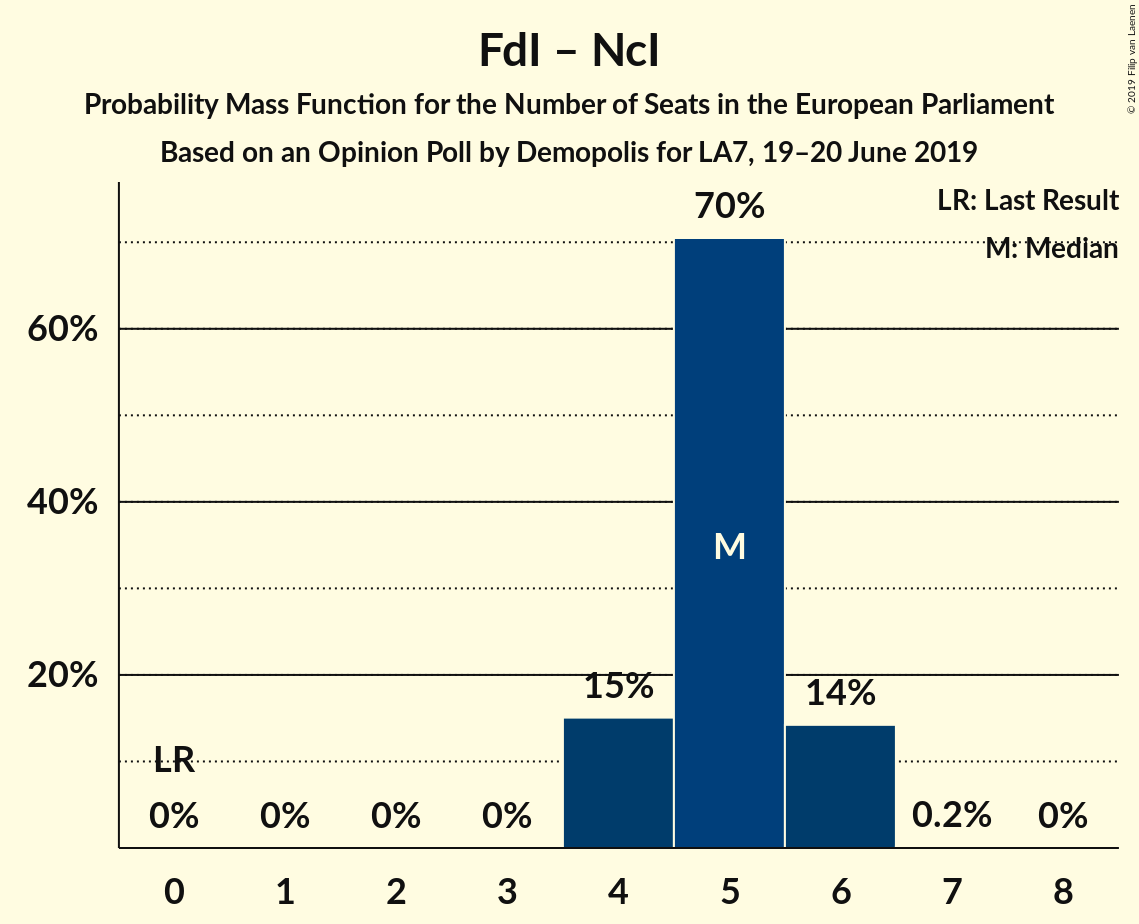 FdI – NcI
Probability Mass Function for the Number of Seats in the European Parliament
Based on an Opinion Poll by Demopolis for LA7, 19–20 June 2019
© 2019 Filip van Laenen
LR: Last Result
M: Median
70%
60%
40%
M
20%
15%
14%
LR
0%
0%
0%
0%
0.2%
0%
0
1
2
3
4
5
6
7
8